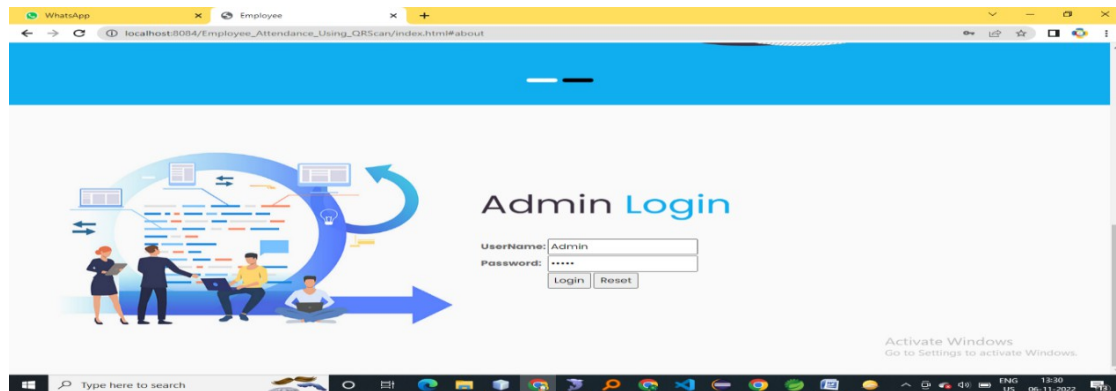 WhatsApp
Employee
localhost:8084/Employee_Attendance_Using_QRScan/index.html#about
Admin Login
UserName: Admin
Password: •••••
Login Reset
Activate Windows
Go to Settings to activate Windows.
Type here to search
ENG 13:30
US 06-11-2022